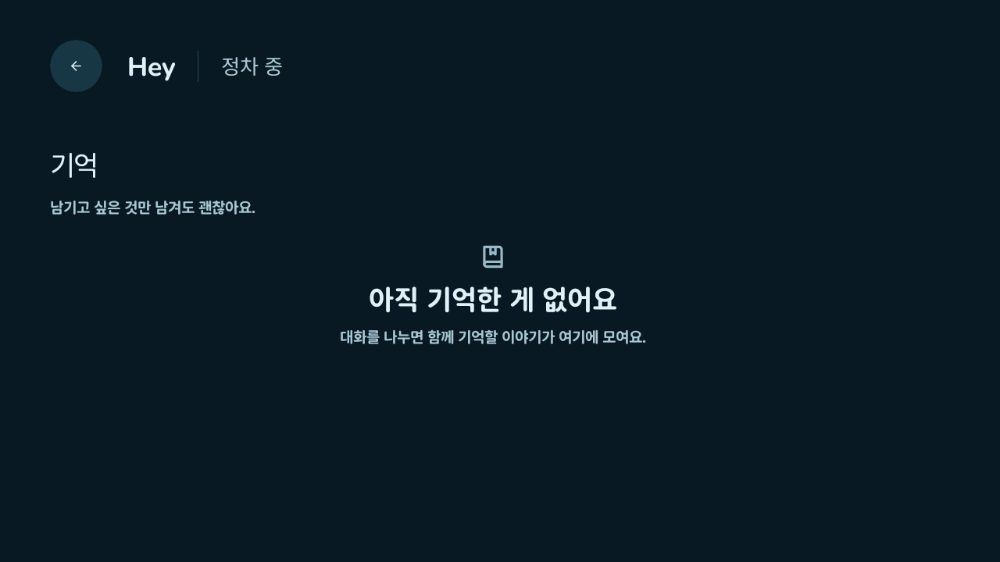 Hey
정차 중
기억
남기고 싶은 것만 남겨도 괜찮아요.
아직 기억한 게 없어요
대화를 나누면 함께 기억할 이야기가 여기에 모여요.